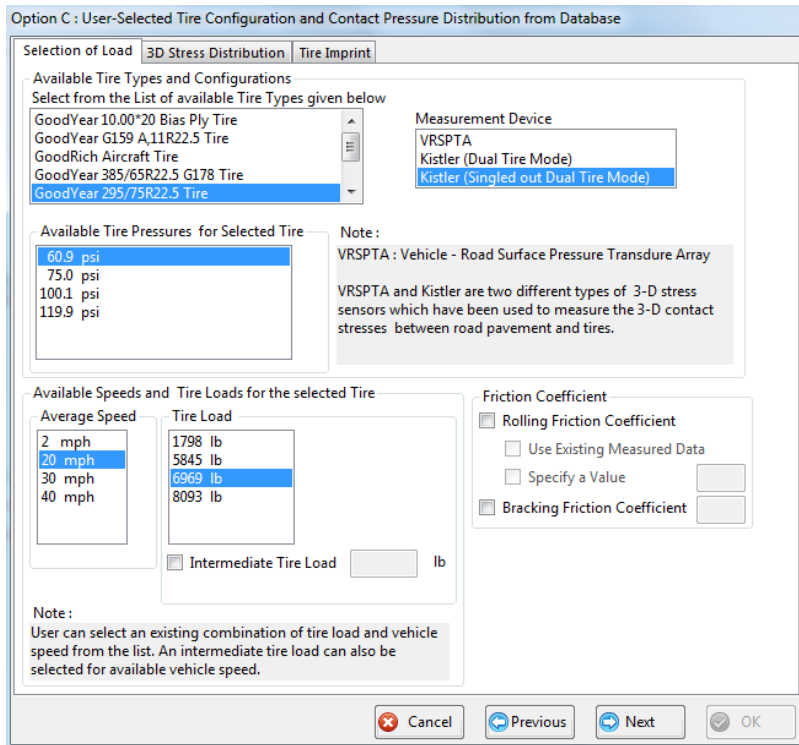 Option C : User-Selected Tire Configuration and Contact Pressure Distribution from Database
Selection of Load
3D Stress Distribution
Tire Imprint
Available Tire Types and Configurations
Select from the List of available Tire Types given below
GoodYear 10.00*20 Bias Ply Tire
GoodYear G159 A,11R22.5 Tire
GoodRich Aircraft Tire
GoodYear 385/65R22.5 G178 Tire
GoodYear 295/75R22.5 Tire
Measurement Device
VRSPTA
Kistler (Dual Tire Mode)
Kistler (Singled out Dual Tire Mode)
Available Tire Pressures for Selected Tire
60.9 psi
75.0 psi
100.1 psi
119.9 psi
Note :
VRSPTA : Vehicle - Road Surface Pressure Transdure Array
VRSPTA and Kistler are two different types of 3-D stress
sensors which have been used to measure the 3-D contact
stresses between road pavement and tires.
Available Speeds and Tire Loads for the selected Tire
Average Speed
2 mph
20 mph
30 mph
40 mph
Tire Load
1798 lb
5845 lb
6969 lb
8093 lb
Intermediate Tire Load
lb
Note :
User can select an existing combination of tire load and vehicle
speed from the list. An intermediate tire load can also be
selected for available vehicle speed.
Friction Coefficient
Rolling Friction Coefficient
Use Existing Measured Data
Specify a Value
Bracking Friction Coefficient
Cancel
Previous
Next
OK